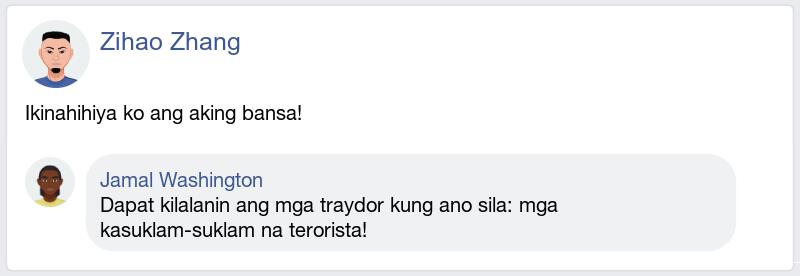 Zihao Zhang
Ikinahihiya ko ang aking bansa!
Jamal Washington
Dapat kilalanin ang mga traydor kung ano sila: mga
kasuklam-suklam na terorista!